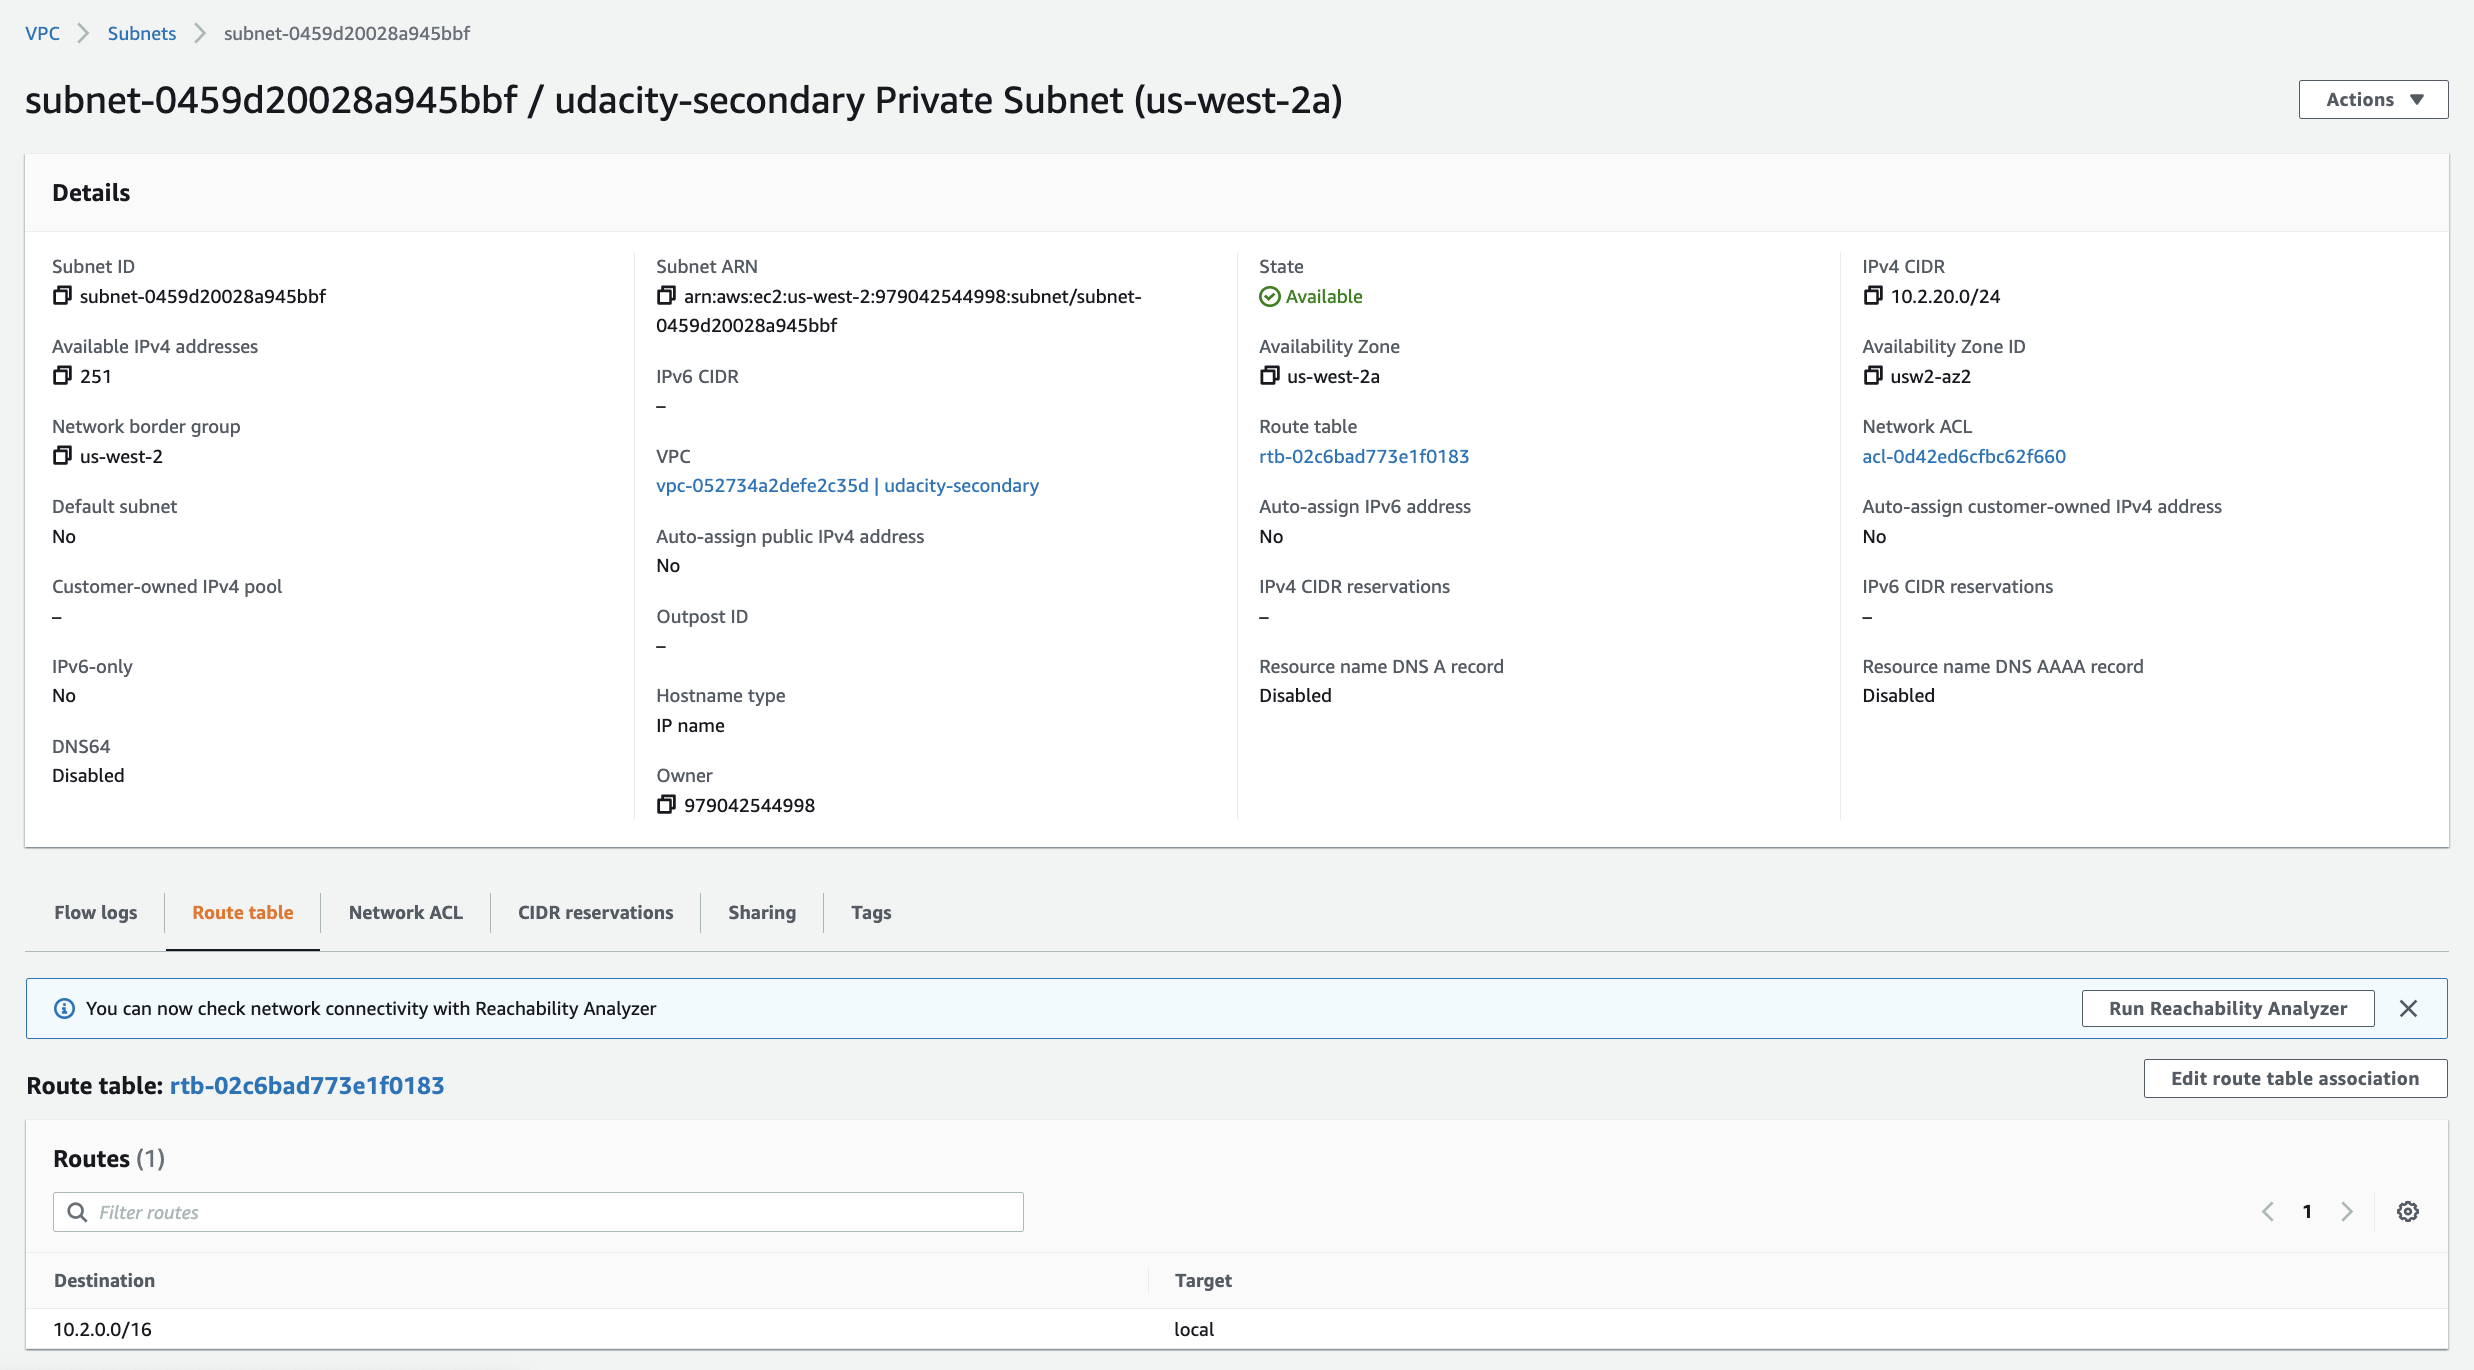 VPC > Subnets > subnet-0459d20028a945bbf
subnet-0459d20028a945bbf / udacity-secondary Private Subnet (us-west-2a)
Actions
Details
Subnet ID
subnet-0459d20028a945bbf
Available IPv4 addresses
251
Network border group
us-west-2
Default subnet
No
Customer-owned IPv4 pool
–
IPv6-only
No
DNS64
Disabled
Subnet ARN
arn:aws:ec2:us-west-2:979042544998:subnet/subnet-
0459d20028a945bbf
IPv6 CIDR
–
VPC
vpc-052734a2defe2c35d | udacity-secondary
Auto-assign public IPv4 address
No
Outpost ID
–
Hostname type
IP name
Owner
979042544998
State
Available
Availability Zone
us-west-2a
Route table
rtb-02c6bad773e1f0183
Auto-assign IPv6 address
No
IPv4 CIDR reservations
–
Resource name DNS A record
Disabled
IPv4 CIDR
10.2.20.0/24
Availability Zone ID
usw2-az2
Network ACL
acl-0d42ed6cfbc62f660
Auto-assign customer-owned IPv4 address
No
IPv6 CIDR reservations
–
Resource name DNS AAAA record
Disabled
Flow logs Route table Network ACL CIDR reservations Sharing Tags
You can now check network connectivity with Reachability Analyzer
Run Reachability Analyzer
Route table: rtb-02c6bad773e1f0183
Edit route table association
Routes (1)
Filter routes
1
Destination Target
10.2.0.0/16 local